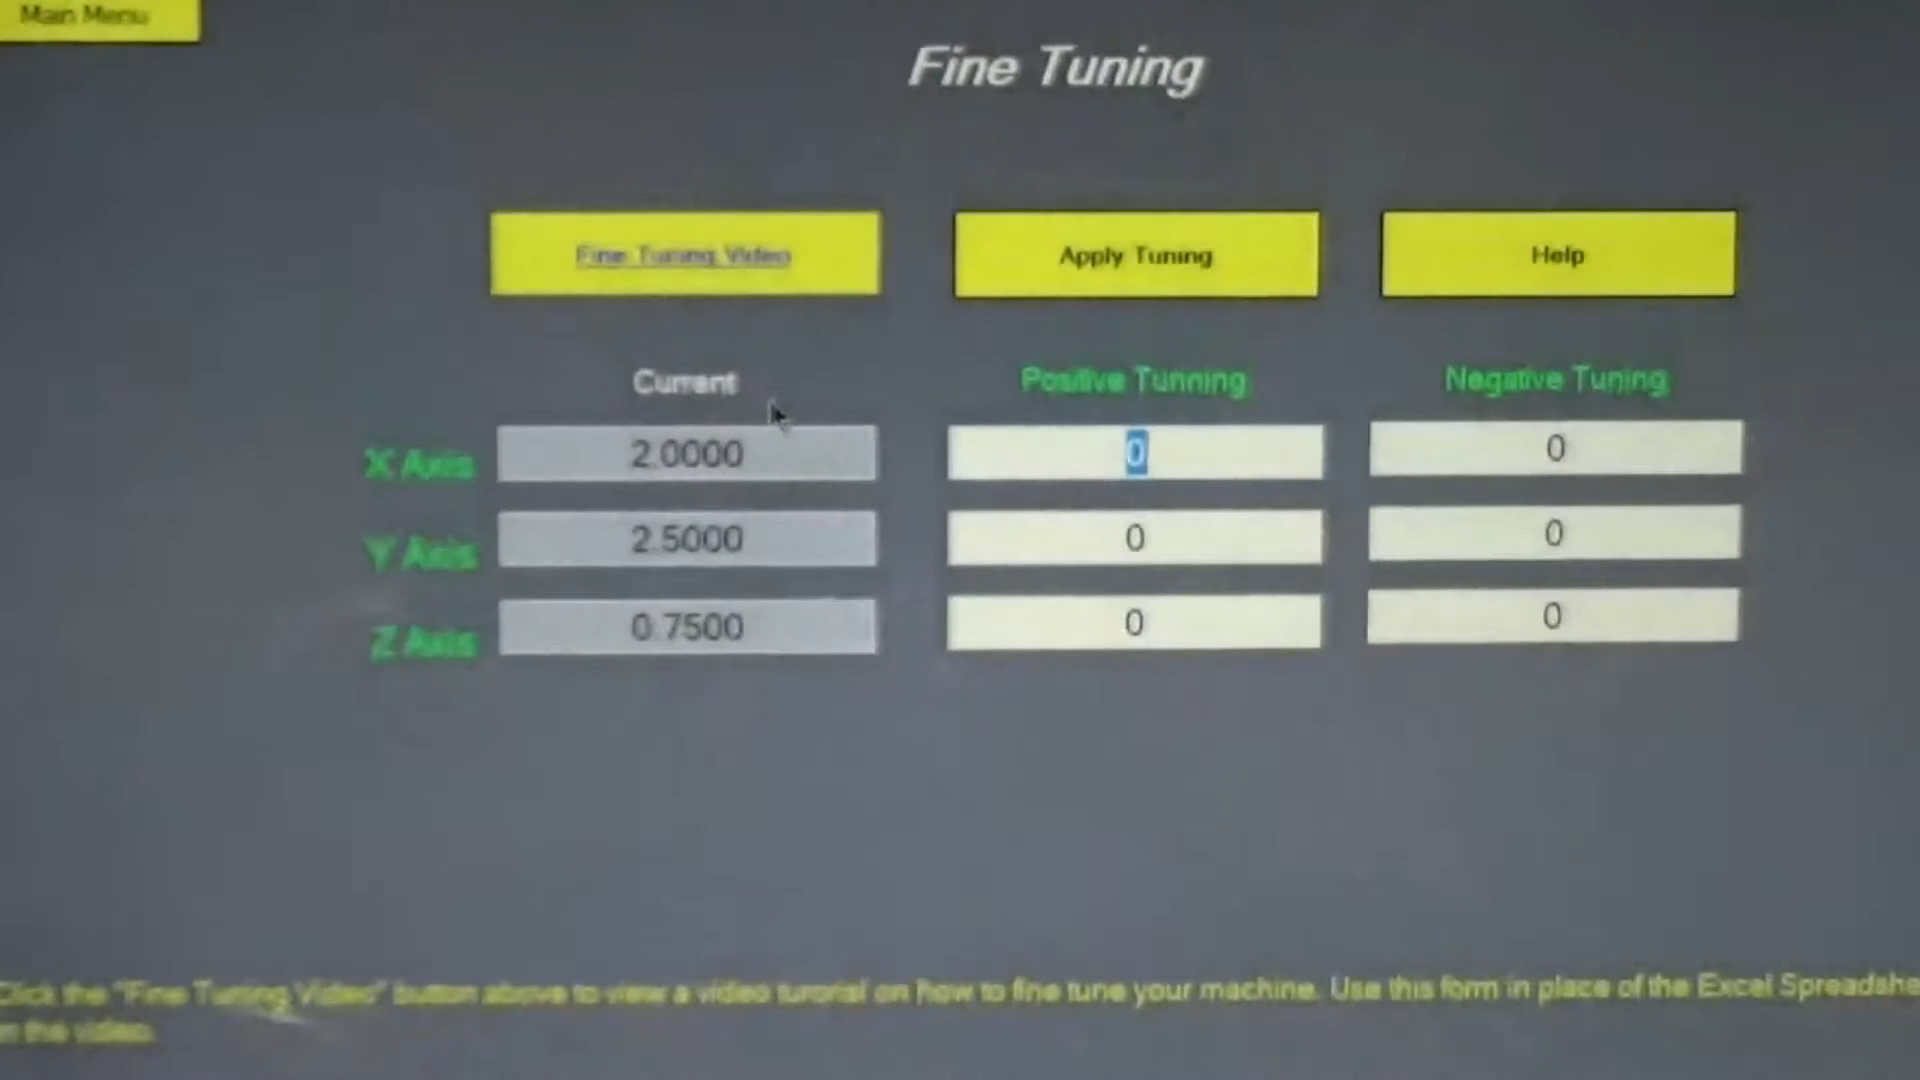 Main Menu
Fine Tuning
Fine Tuning Video
Apply Tuning
Help
Current
Positive Tunning
Negative Tuning
X Axis
2.0000
0
0
Y Axis
2.5000
0
0
Z Axis
0.7500
0
0
Click the "Fine Tuning Video" button above to view a video tutorial on how to fine tune your machine. Use this form in place of the Excel Spreadshe
the video.